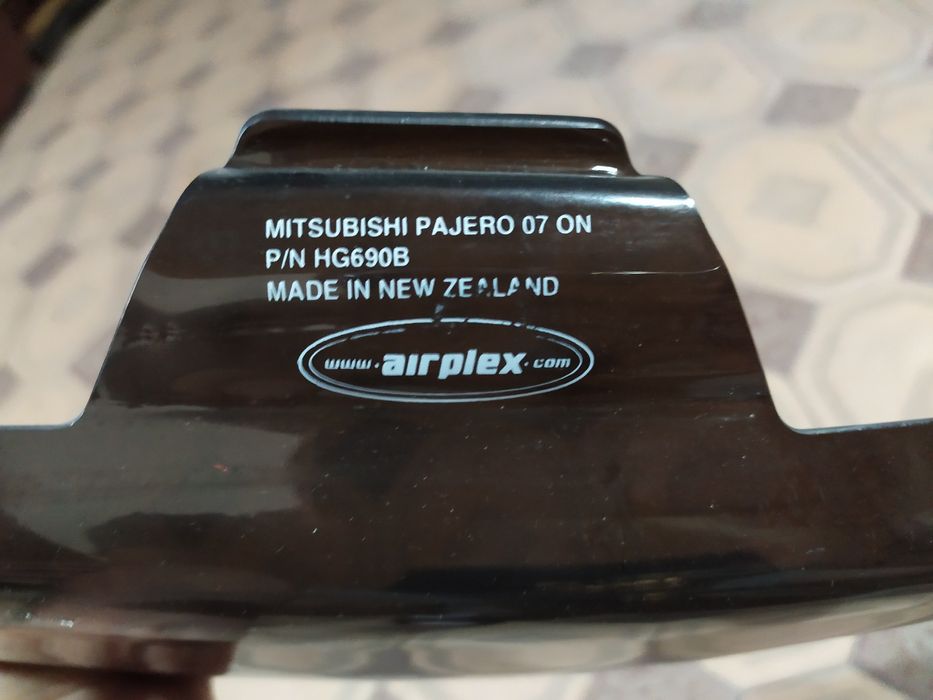 MITSUBISHI PAJERO 07 ON
P/N HG690B
MADE IN NEW ZEALAND
www.airplex.com